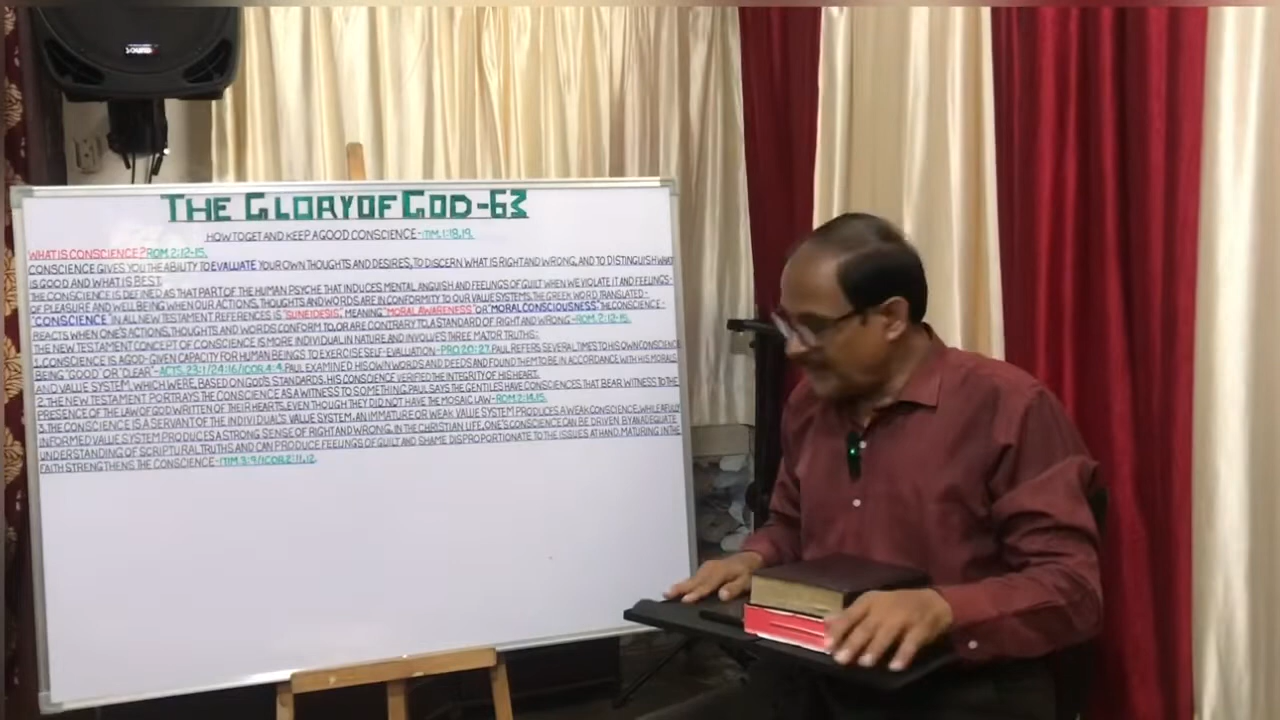 SOUND
THE GLORY OF GOD-63
HOW TO GET AND KEEP A GOOD CONSCIENCE-1TIM.1:18,19.
WHAT IS CONSCIENCE? ROM.2:12-15.
CONSCIENCE GIVES YOU THE ABILITY TO EVALUATE YOUR OWN THOUGHTS AND DESIRES, TO DISCERN WHAT IS RIGHT AND WRONG, AND TO DISTINGUISH WHAT
IS GOOD AND WHAT IS BEST.
THE CONSCIENCE IS DEFINED AS THAT PART OF THE HUMAN PSYCHE THAT INDUCES MENTAL ANGUISH AND FEELINGS OF GUILT WHEN WE VIOLATE IT AND FEELINGS-
OF PLEASURE AND WELL BEING WHEN OUR ACTIONS, THOUGHTS AND WORDS ARE IN CONFORMITY TO OUR VALUE SYSTEMS. THE GREEK WORD TRANSLATED-
"CONSCIENCE" IN ALL NEW TESTAMENT REFERENCES IS "SUNEIDESIS", MEANING "MORAL AWARENESS" OR "MORAL CONSCIOUSNESS". THE CONSCIENCE-
REACTS WHEN ONE'S ACTIONS, THOUGHTS AND WORDS CONFORM TO, OR ARE CONTRARY TO A STANDARD OF RIGHT AND WRONG-ROM.2:12-15.
THE NEW TESTAMENT CONCEPT OF CONSCIENCE IS MORE INDIVIDUAL IN NATURE AND INVOLVES THREE MAJOR TRUTHS:
1. CONSCIENCE IS A GOD-GIVEN CAPACITY FOR HUMAN BEINGS TO EXERCISE SELF-EVALUATION-PRO.20:27. PAUL REFERS SEVERAL TIMES TO HIS OWN CONSCIENCE
BEING 'GOOD' OR 'CLEAR'-ACTS.23:1/24:16/1COR.4:4. PAUL EXAMINED HIS OWN WORDS AND DEEDS AND FOUND THEM TO BE IN ACCORDANCE WITH HIS MORALS
AND VALUE SYSTEM, WHICH WERE, BASED ON GOD'S STANDARDS. HIS CONSCIENCE VERIFIED THE INTEGRITY OF HIS HEART.
2. THE NEW TESTAMENT PORTRAYS THE CONSCIENCE AS A WITNESS TO SOMETHING. PAUL SAYS THE GENTILES HAVE CONSCIENCES THAT BEAR WITNESS TO THE
PRESENCE OF THE LAW OF GOD WRITTEN OF THEIR HEARTS, EVEN THOUGH THEY DID NOT HAVE THE MOSAIC LAW-ROM.2:14,15.
3. THE CONSCIENCE IS A SERVANT OF THE INDIVIDUALS VALUE SYSTEM. AN IMMATURE OR WEAK VALUE SYSTEM PRODUCES A WEAK CONSCIENCE, WHILE A FULLY
INFORMED VALUE SYSTEM PRODUCES A STRONG SENSE OF RIGHT AND WRONG. IN THE CHRISTIAN LIFE, ONE'S CONSCIENCE CAN BE DRIVEN BY AN ADEQUATE
UNDERSTANDING OF SCRIPTURAL TRUTHS AND CAN PRODUCE FEELINGS OF GUILT AND SHAME DISPROPORTIONATE TO THE ISSUES AT HAND. MATURING IN THE
FAITH STRENGTHENS THE CONSCIENCE-1TIM.3:9/1COR.2:11,12.